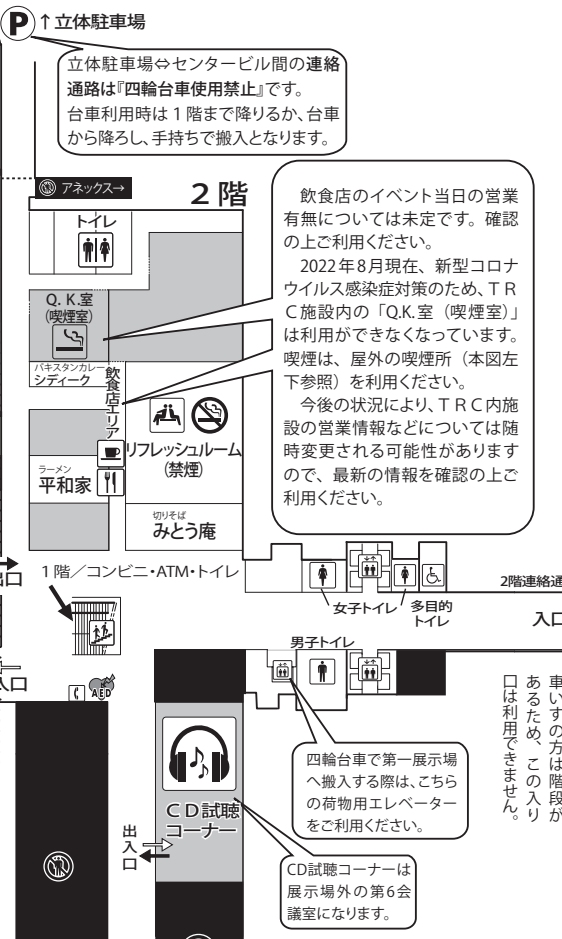 P ↑立体駐車場
立体駐車場⇔センタービル間の連絡
通路は『四輪台車使用禁止』です。
台車利用時は1階まで降りるか、台車
から降ろし、手持ちで搬入となります。
アネックス→
2階
トイレ
飲食店のイベント当日の営業
有無については未定です。確認
の上ご利用ください。
2022年8月現在、新型コロナ
ウイルス感染症対策のため、TR
C施設内の「Q.K.室（喫煙室）」
は利用ができなくなっています。
喫煙は、屋外の喫煙所（本図左
下参照）を利用ください。
今後の状況により、TRC内施
設の営業情報などについては随
時変更される可能性があります
ので、最新の情報を確認の上ご
利用ください。
Q. K.室
(喫煙室)
パキスタンカレー
シディーク
飲食店エリア
リフレッシュルーム
(禁煙)
ラーメン
平和家
切りそば
みとう庵
出口
1階／コンビニ・ATM・トイレ
女子トイレ
多目的
トイレ
2階連絡通
入口
男子トイレ
入口
AED
車いすの方は階段が
あるため、この入り
口は利用できません。
四輪台車で第一展示場
へ搬入する際は、こちら
の荷物用エレベーター
をご利用ください。
CD試聴
コーナー
出入口
CD試聴コーナーは
展示場外の第6会
議室になります。